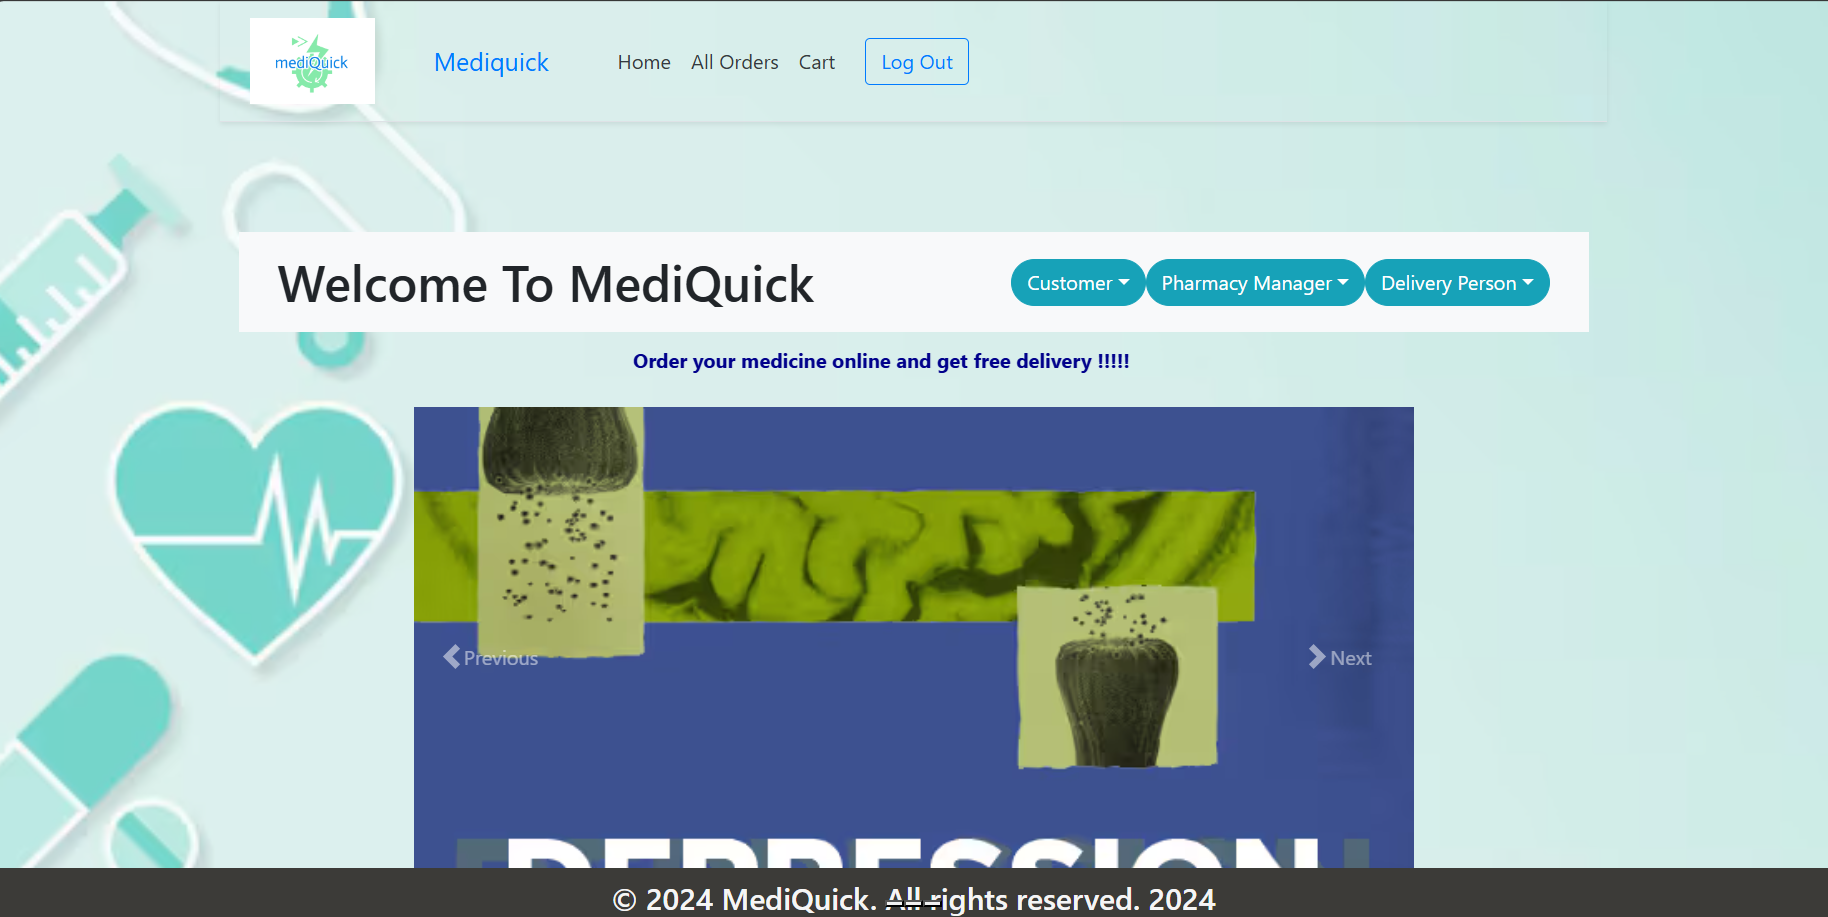 mediQuick
Mediquick Home All Orders Cart Log Out
Welcome To MediQuick Customer Pharmacy Manager Delivery Person
Order your medicine online and get free delivery !!!!!
Previous Next
DEPRESSION
© 2024 MediQuick. All rights reserved. 2024